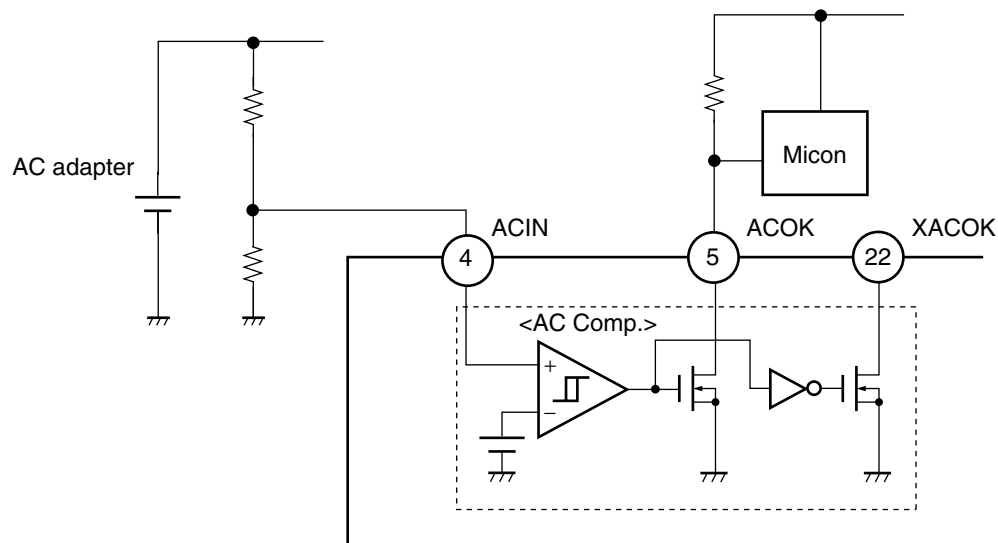 Micon
AC adapter
ACIN
ACOK
XACOK
4
5
22
<AC Comp.>
+
−